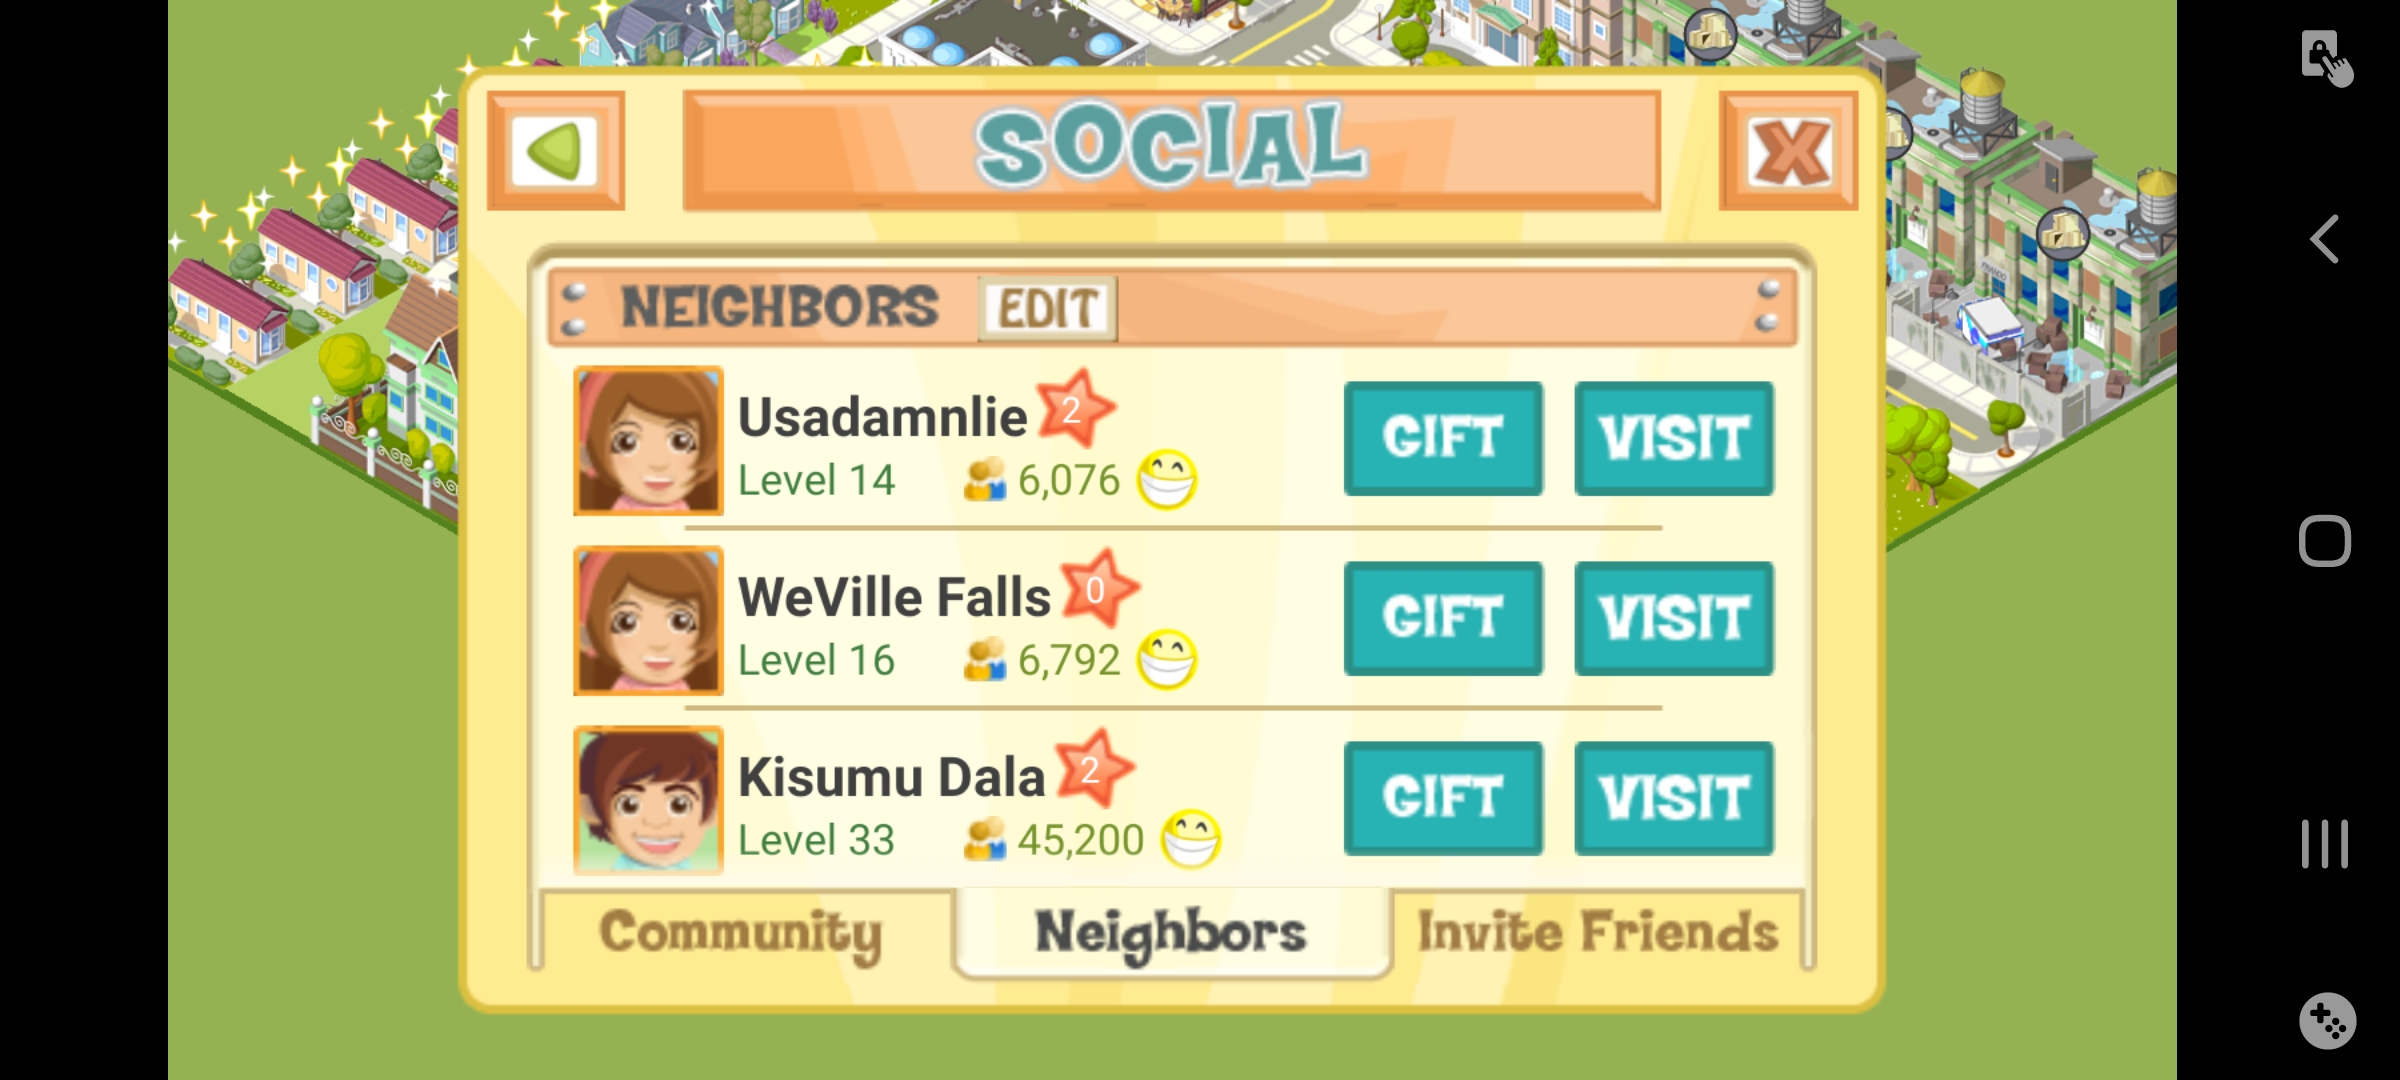 SOCIAL
NEIGHBORS EDIT
Usadamnlie 2
Level 14 6,076 GIFT VISIT
WeVille Falls 0
Level 16 6,792 GIFT VISIT
Kisumu Dala 2
Level 33 45,200 GIFT VISIT
Community Neighbors Invite Friends